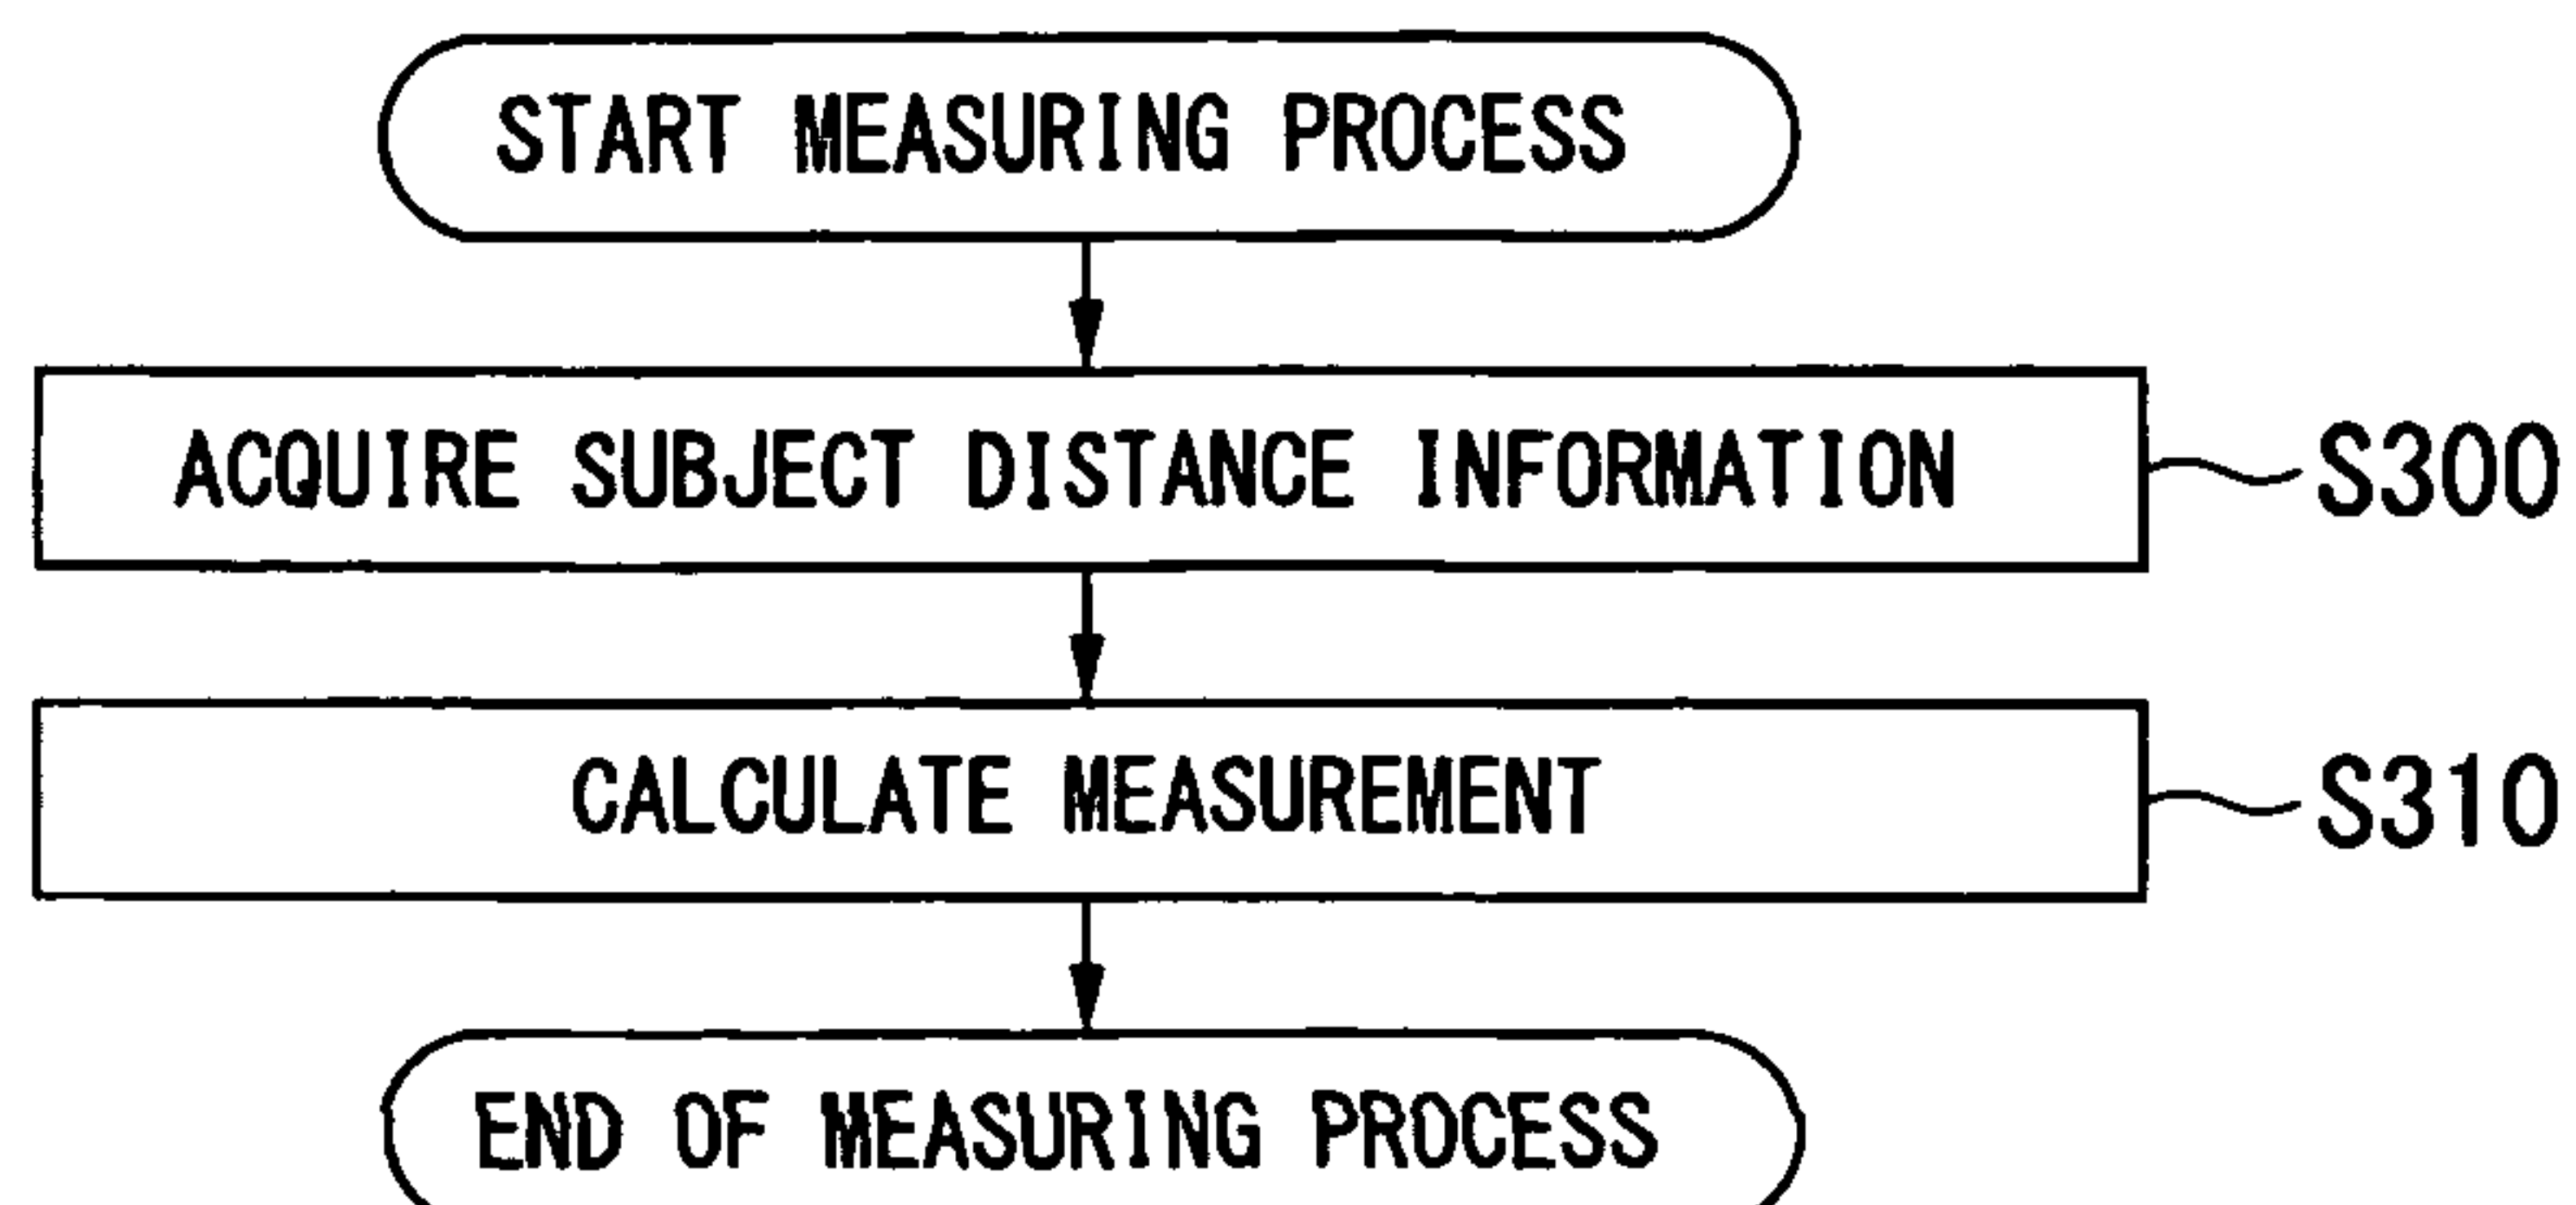 START MEASURING PROCESS
ACQUIRE SUBJECT DISTANCE INFORMATION
S300
CALCULATE MEASUREMENT
S310
END OF MEASURING PROCESS